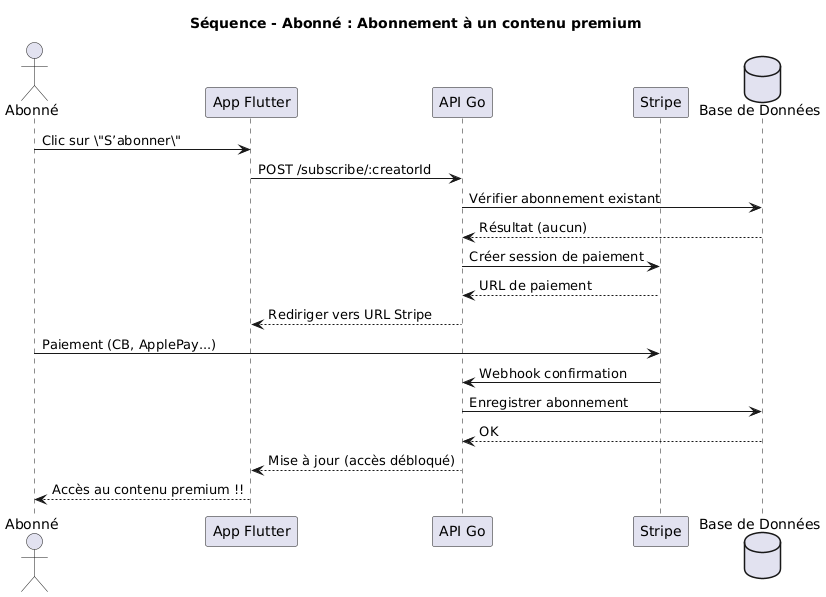 Séquence - Abonné : Abonnement à un contenu premium
Abonné
App Flutter
API Go
Stripe
Base de Données
Clic sur \"S’abonner\"
POST /subscribe/:creatorId
Vérifier abonnement existant
Résultat (aucun)
Créer session de paiement
URL de paiement
Rediriger vers URL Stripe
Paiement (CB, ApplePay...)
Webhook confirmation
Enregistrer abonnement
OK
Mise à jour (accès débloqué)
Accès au contenu premium !!
Abonné
App Flutter
API Go
Stripe
Base de Données